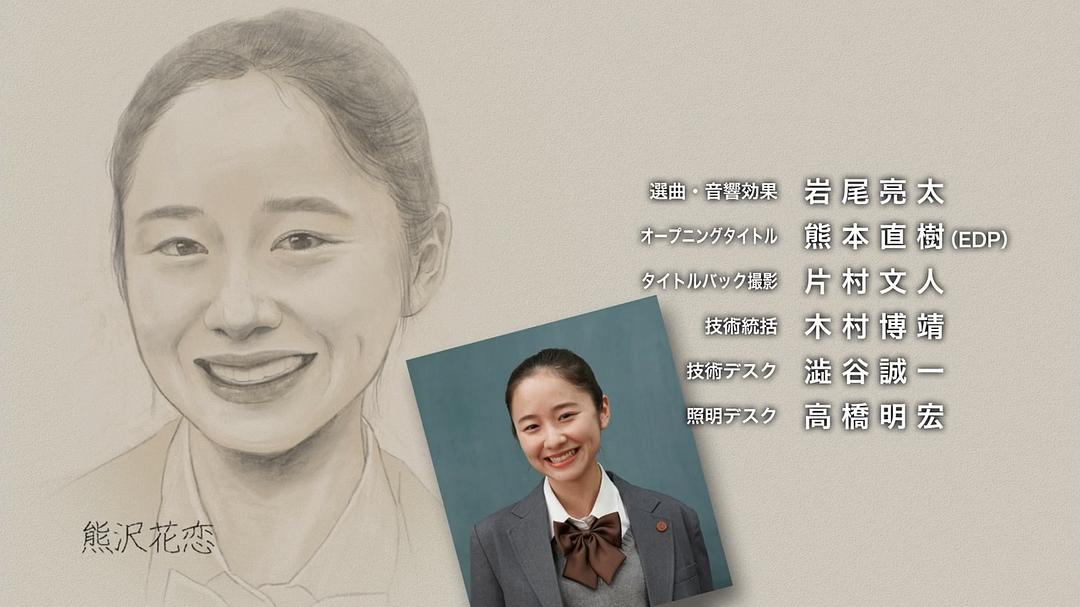 選曲・音響効果 岩尾亮太
オープニングタイトル 熊本直樹(EDP)
タイトルバック撮影 片村文人
技術統括 木村博靖
技術デスク 澁谷誠一
照明デスク 高橋明宏
熊沢花恋